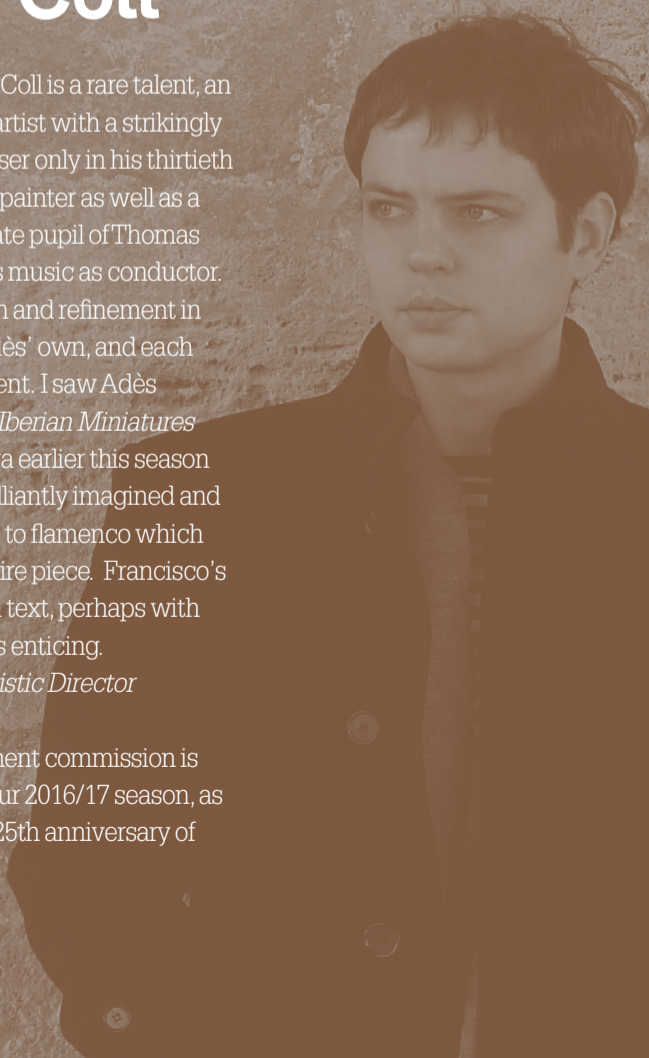 Coll
Coll is a rare talent, an
artist with a strikingly
ser only in his thirtieth
painter as well as a
ate pupil of Thomas
s music as conductor.
n and refinement in
ès’ own, and each
ent. I saw Adès
Iberian Miniatures
a earlier this season
lliantly imagined and
to flamenco which
ire piece. Francisco’s
text, perhaps with
s enticing.
istic Director
ent commission is
ur 2016/17 season, as
25th anniversary of